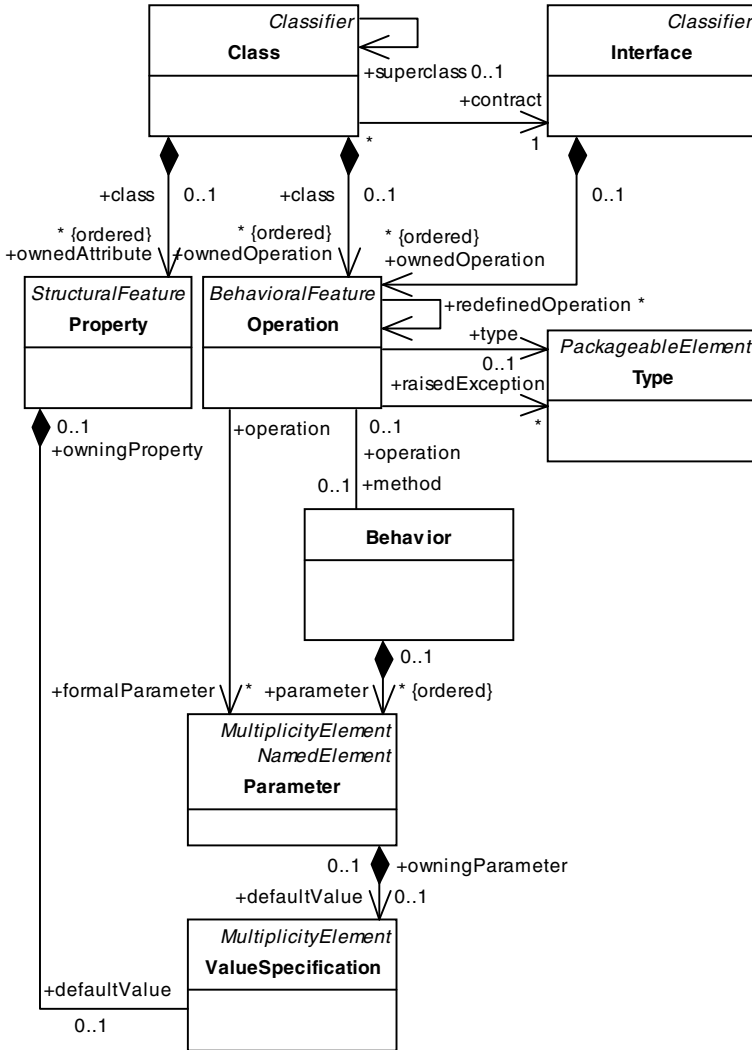 Classifier
Class
Classifier
Interface
+superclass 0..1
+contract
* 1
+class 0..1 +class 0..1 0..1
* {ordered} * {ordered} * {ordered}
+ownedAttribute +ownedOperation +ownedOperation
StructuralFeature
Property
BehavioralFeature
Operation
+redefinedOperation *
+type
0..1
+raisedException
*
PackageableElement
Type
0..1
+owningProperty
+operation
0..1
+operation
0..1 +method
Behavior
0..1
+formalParameter * +parameter * {ordered}
MultiplicityElement
NamedElement
Parameter
0..1 +owningParameter
+defaultValue 0..1
MultiplicityElement
ValueSpecification
+defaultValue
0..1